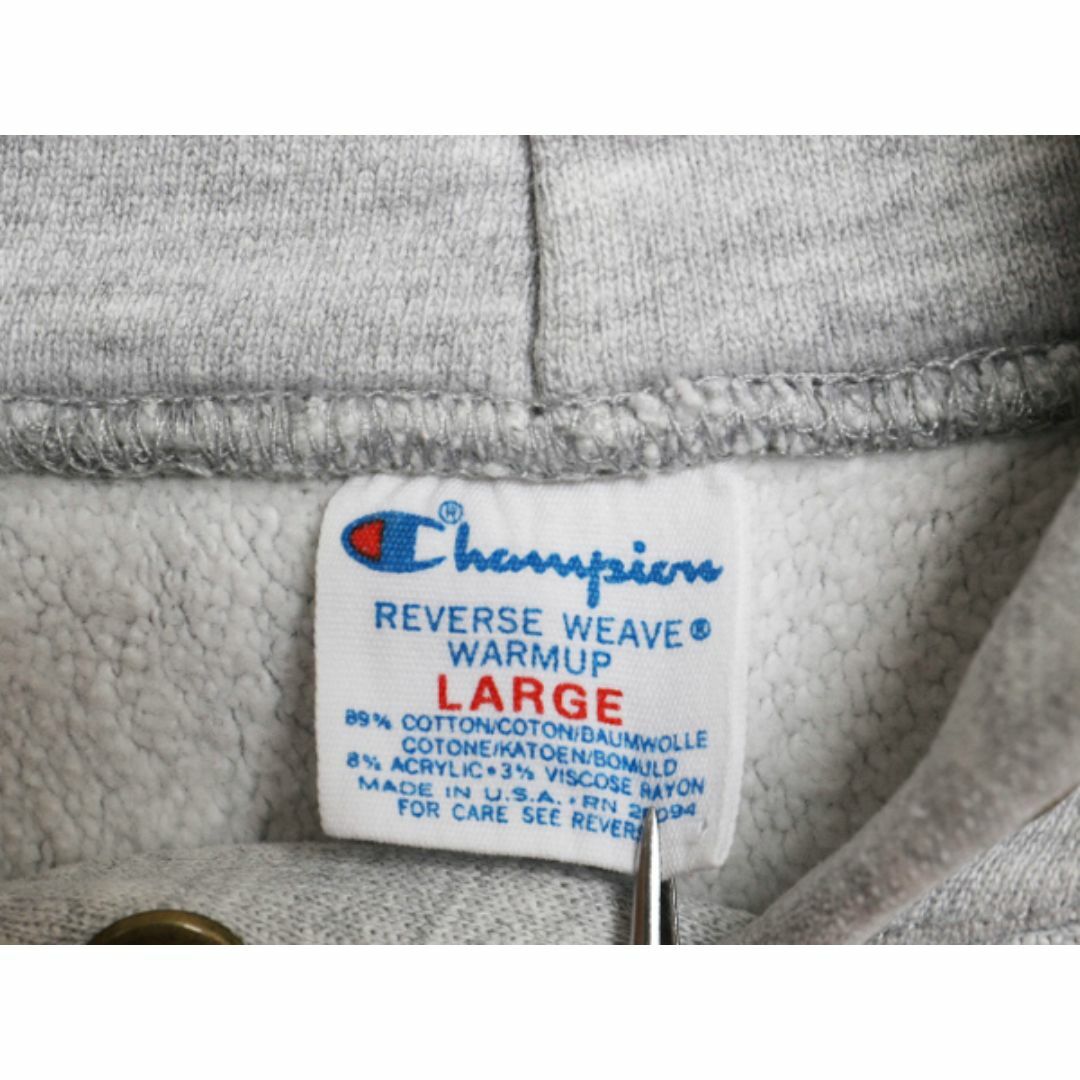 Champion®
REVERSE WEAVE®
WARMUP
LARGE
89% COTTON/COTON/BAUMWOLLE
COTONE/KATOEN/BOMULD
8% ACRYLIC • 3% VISCOSE RAYON
MADE IN U.S.A. • RN
FOR CARE SEE